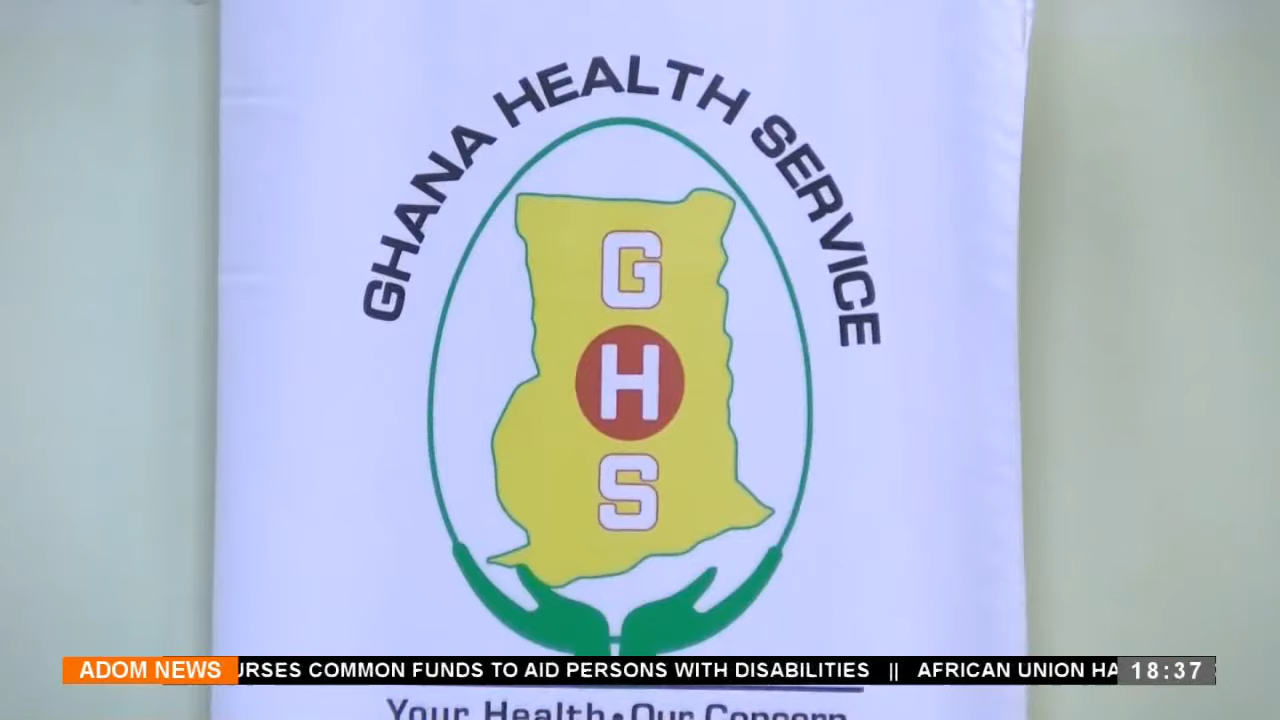 GHANA HEALTH SERVICE
G
H
S
ADOM NEWS
URSES COMMON FUNDS TO AID PERSONS WITH DISABILITIES || AFRICAN UNION HA
18:37
Your Health•Our Concern